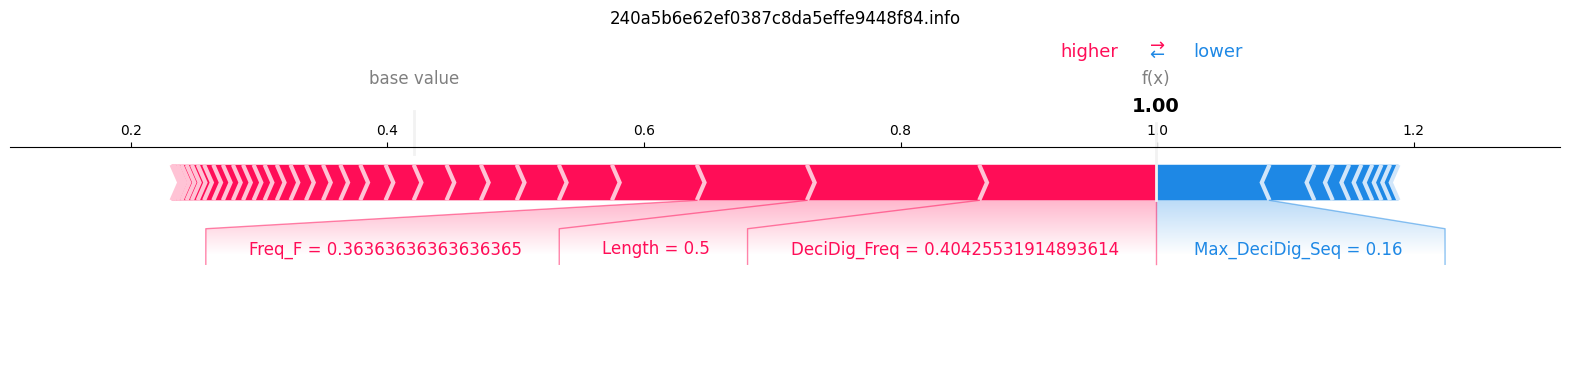 240a5b6e62ef0387c8da5effe9448f84.info
higher ⇄ lower
base value f(x)
1.00
0.2 0.4 0.6 0.8 1.0 1.2
Freq_F = 0.36363636363636365 Length = 0.5 DeciDig_Freq = 0.40425531914893614 Max_DeciDig_Seq = 0.16